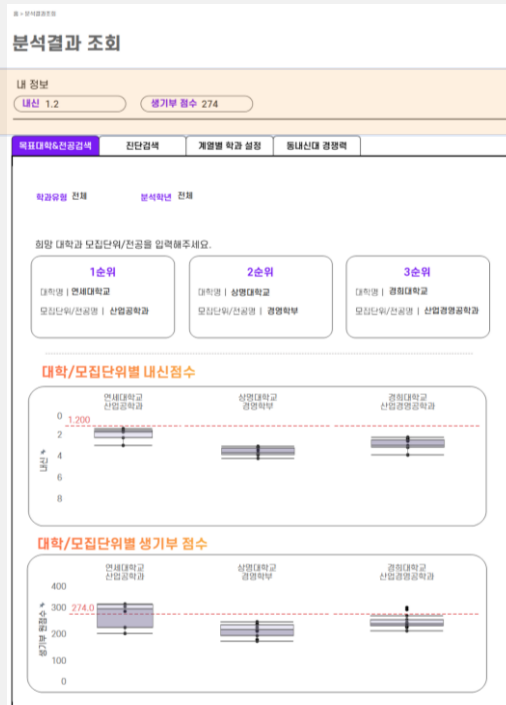 홈 > 분석결과조회
분석결과 조회
내 정보
내신 1.2
생기부 점수 274
목표대학&전공검색
진단검색
계열별 학과 설정
동내신대 경쟁력
학과유형 전체
분석학년 전체
희망 대학과 모집단위/전공을 입력해주세요.
1순위
대학명 | 연세대학교
모집단위/전공명 | 산업공학과
2순위
대학명 | 상명대학교
모집단위/전공명 | 경영학부
3순위
대학명 | 경희대학교
모집단위/전공명 | 산업경영공학과
대학/모집단위별 내신점수
연세대학교
산업공학과
상명대학교
경영학부
경희대학교
산업경영공학과
0
1.200
2
4
6
8
내신 %
대학/모집단위별 생기부 점수
연세대학교
산업공학과
상명대학교
경영학부
경희대학교
산업경영공학과
400
300
274.0
200
100
0
생기부 원점수 %